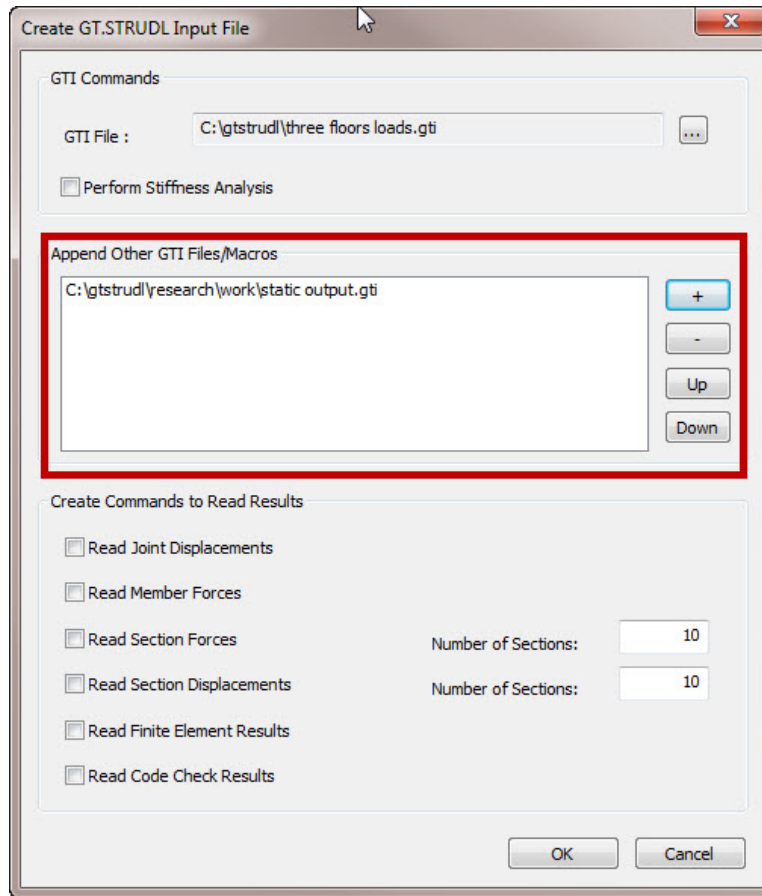 Create GT.STRUDL Input File
GTI Commands
GTI File :
C:\gtstrudl\three floors loads.gti
...
Perform Stiffness Analysis
Append Other GTI Files/Macros
C:\gtstrudl\research\work\static output.gti
+
-
Up
Down
Create Commands to Read Results
Read Joint Displacements
Read Member Forces
Read Section Forces
Number of Sections:
10
Read Section Displacements
Number of Sections:
10
Read Finite Element Results
Read Code Check Results
OK
Cancel